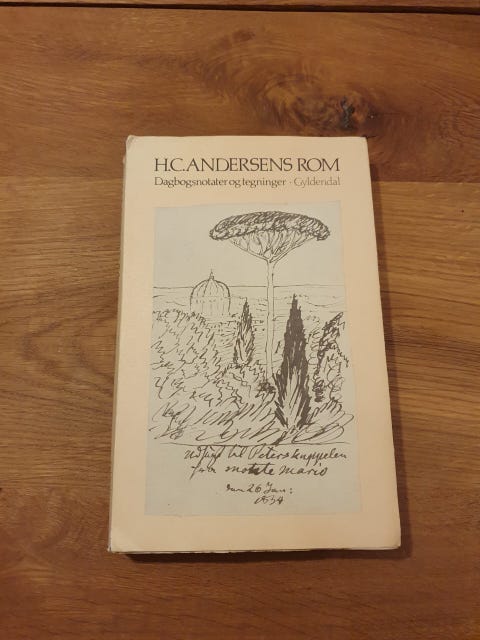 H.C.ANDERSENS ROM
Dagbogsnotater og tegninger · Gyldendal
Udsigt til Peterskuppelen
fra monte mario
den 26 Jan:
1834